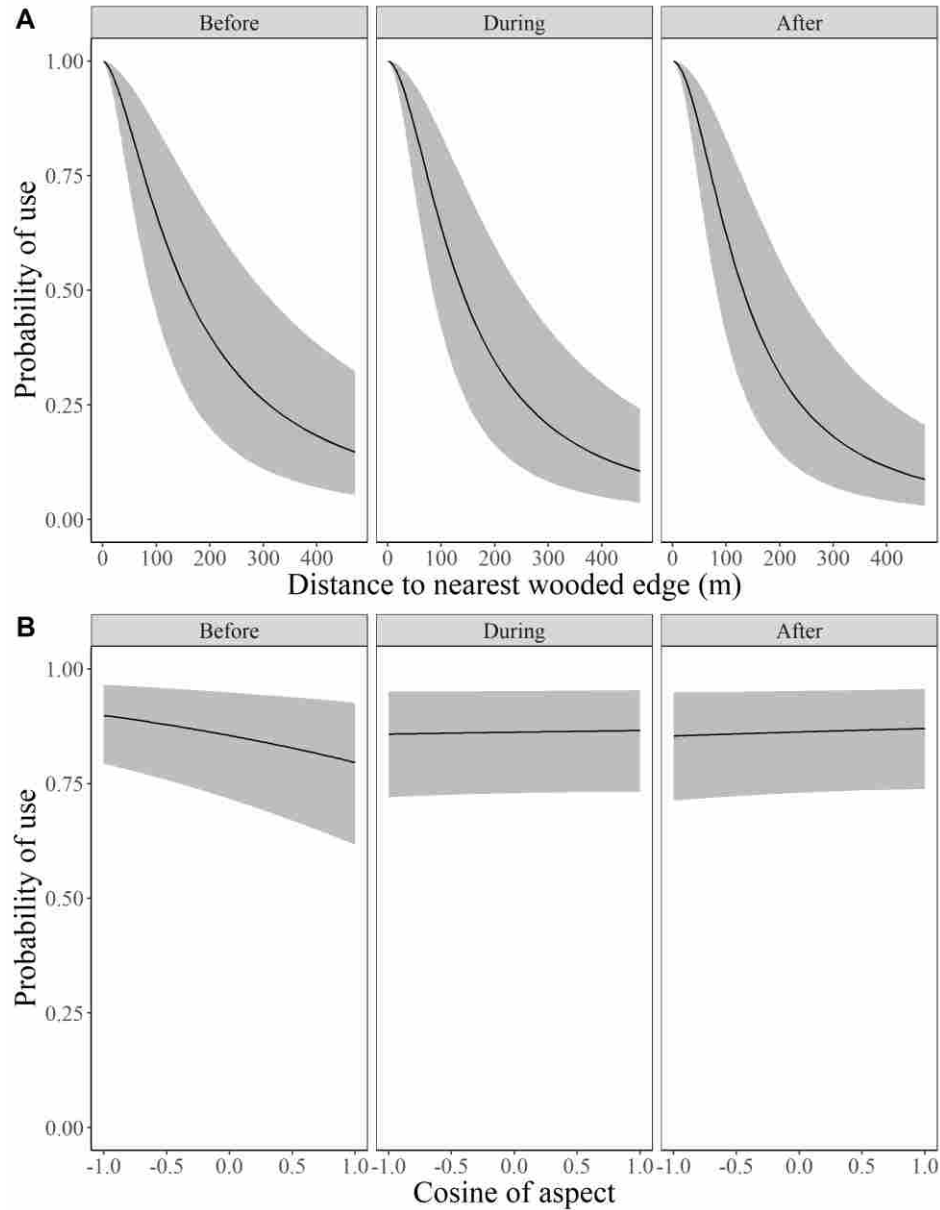 A
Before During After
1.00
0.75
0.50
0.25
0.00
Probability of use
0 100 200 300 400 0 100 200 300 400 0 100 200 300 400
Distance to nearest wooded edge (m)
B
Before During After
1.00
0.75
0.50
0.25
0.00
Probability of use
-1.0 -0.5 0.0 0.5 1.0 -1.0 -0.5 0.0 0.5 1.0 -1.0 -0.5 0.0 0.5 1.0
Cosine of aspect